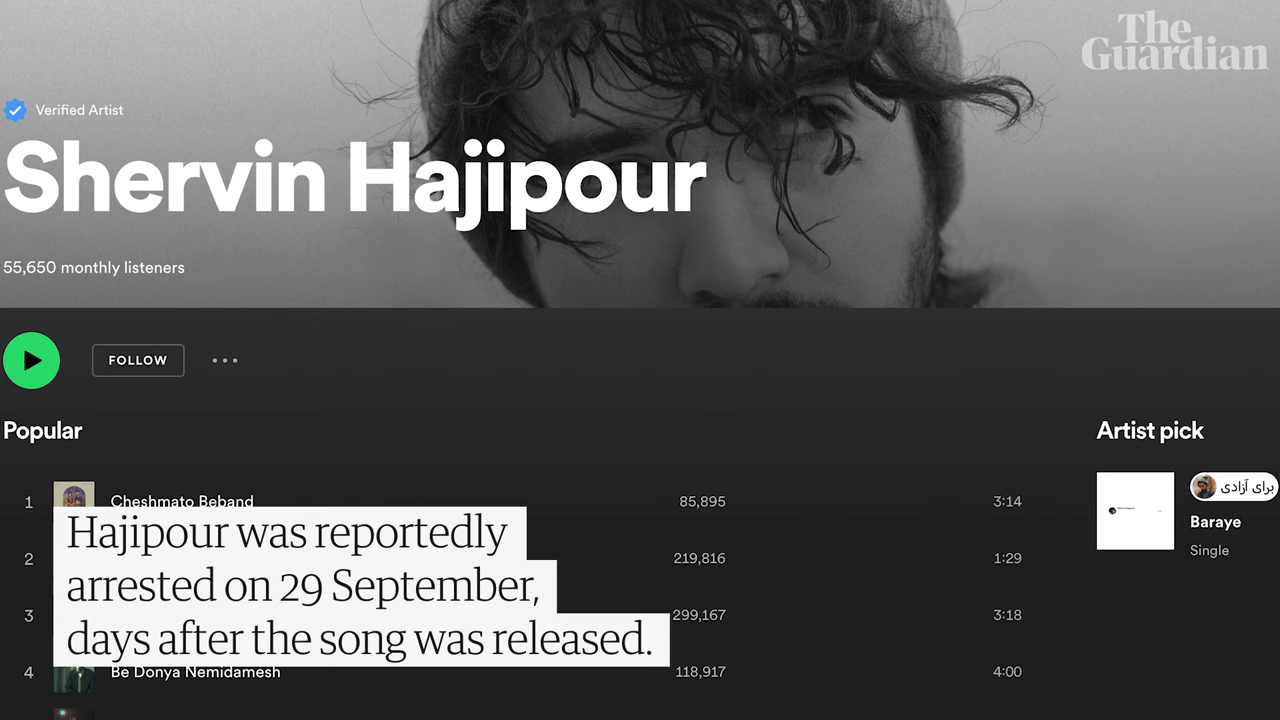 The
Guardian
Verified Artist
Shervin Hajipour
55,650 monthly listeners
FOLLOW
Popular
Artist pick
1 Cheshmato Beband 85,895 3:14
برای آزادی
Baraye
Single
Hajipour was reportedly
arrested on 29 September,
days after the song was released.
2 219,816 1:29
3 299,167 3:18
4 Be Donya Nemidamesh 118,917 4:00